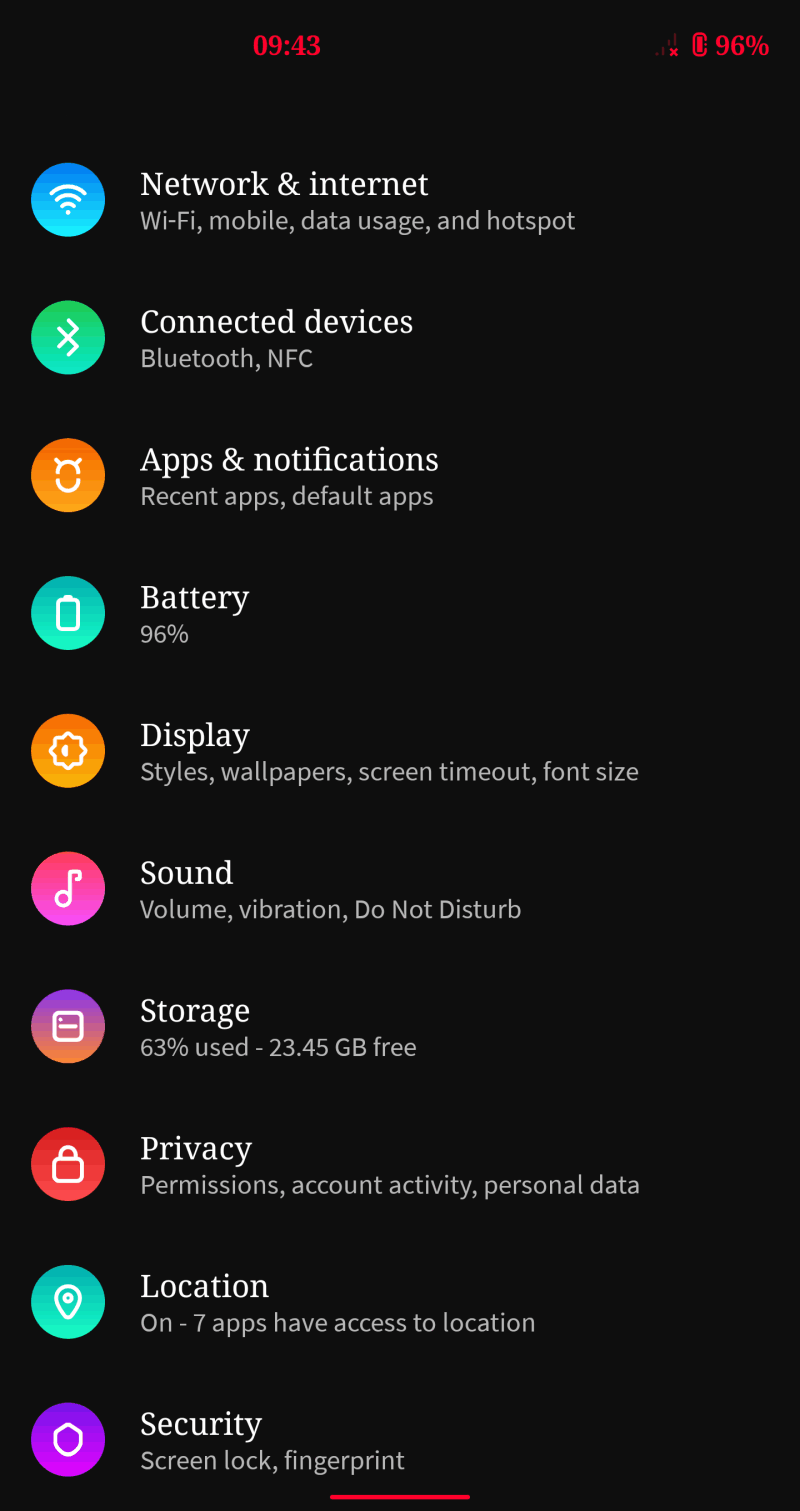 09:43
96%
Network & internet
Wi-Fi, mobile, data usage, and hotspot
Connected devices
Bluetooth, NFC
Apps & notifications
Recent apps, default apps
Battery
96%
Display
Styles, wallpapers, screen timeout, font size
Sound
Volume, vibration, Do Not Disturb
Storage
63% used - 23.45 GB free
Privacy
Permissions, account activity, personal data
Location
On - 7 apps have access to location
Security
Screen lock, fingerprint